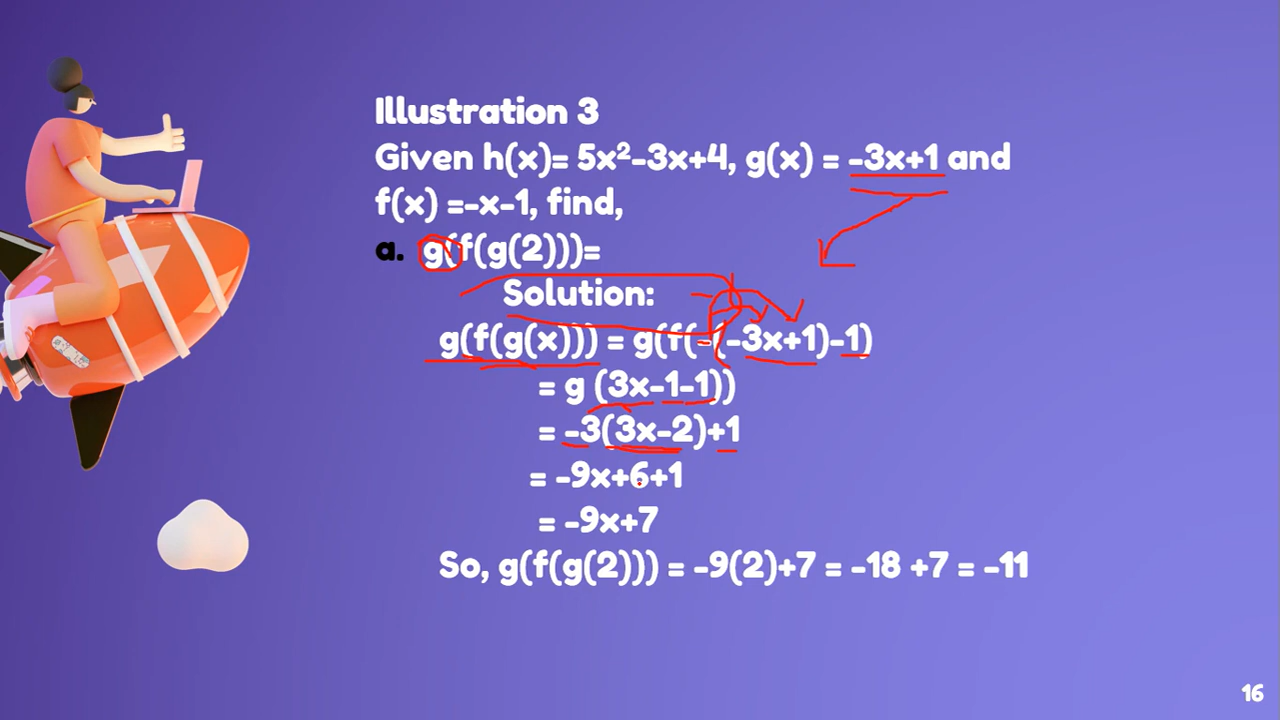 Illustration 3
Given h(x)= 5x²-3x+4, g(x) = -3x+1 and
f(x) =-x-1, find,
a. g(f(g(2)))=
Solution:
g(f(g(x))) = g(f(-(-3x+1)-1)
= g (3x-1-1))
= -3(3x-2)+1
= -9x+6+1
= -9x+7
So, g(f(g(2))) = -9(2)+7 = -18 +7 = -11
16